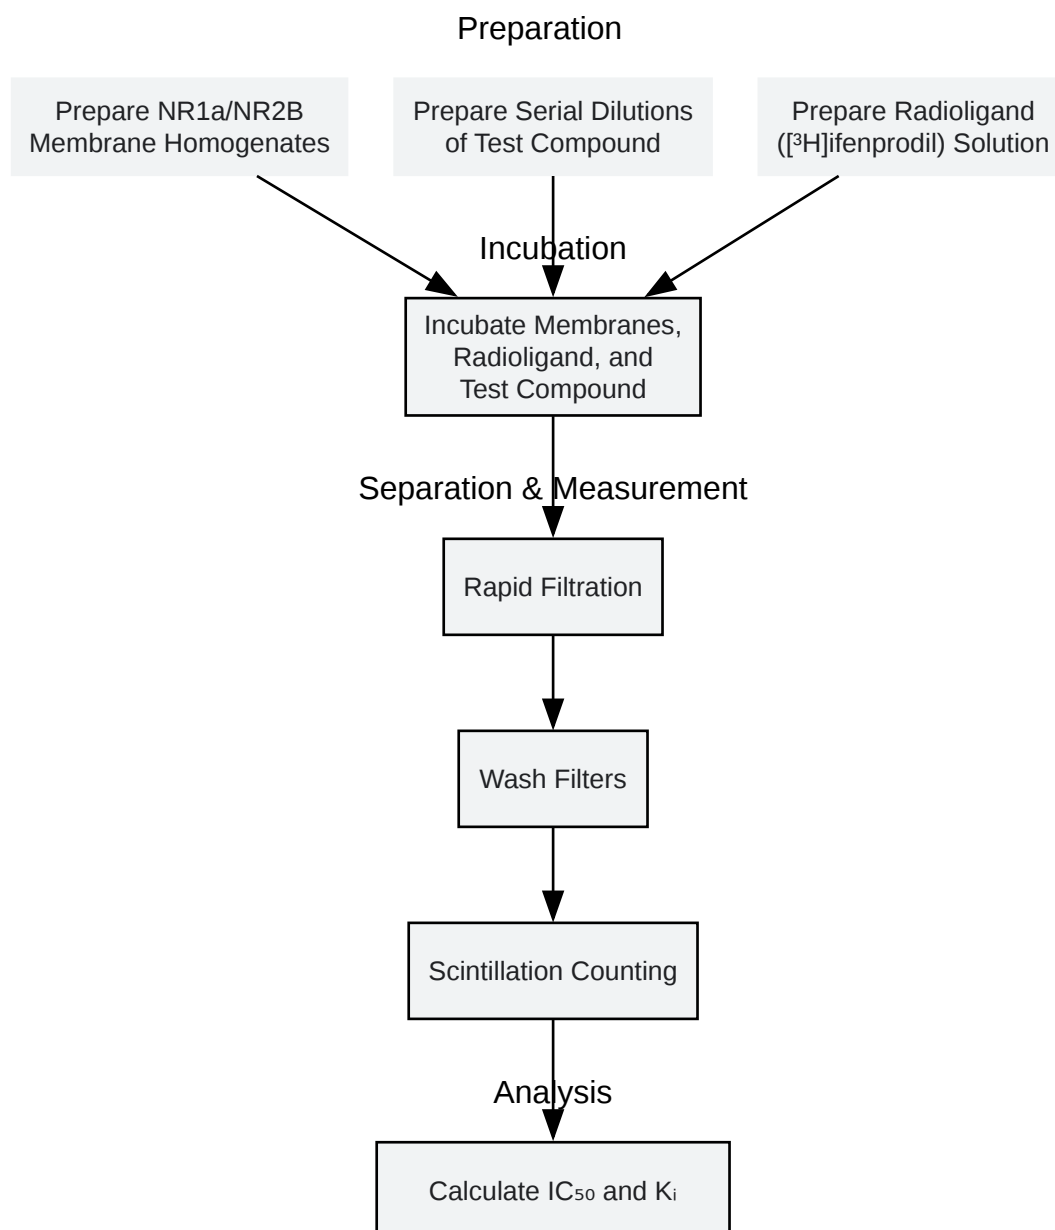 Preparation
Prepare NR1a/NR2B
Membrane Homogenates
Prepare Serial Dilutions
of Test Compound
Prepare Radioligand
([³H]ifenprodil) Solution
Incubation
Incubate Membranes,
Radioligand, and
Test Compound
Separation & Measurement
Rapid Filtration
Wash Filters
Scintillation Counting
Analysis
Calculate IC₅₀ and Kᵢ